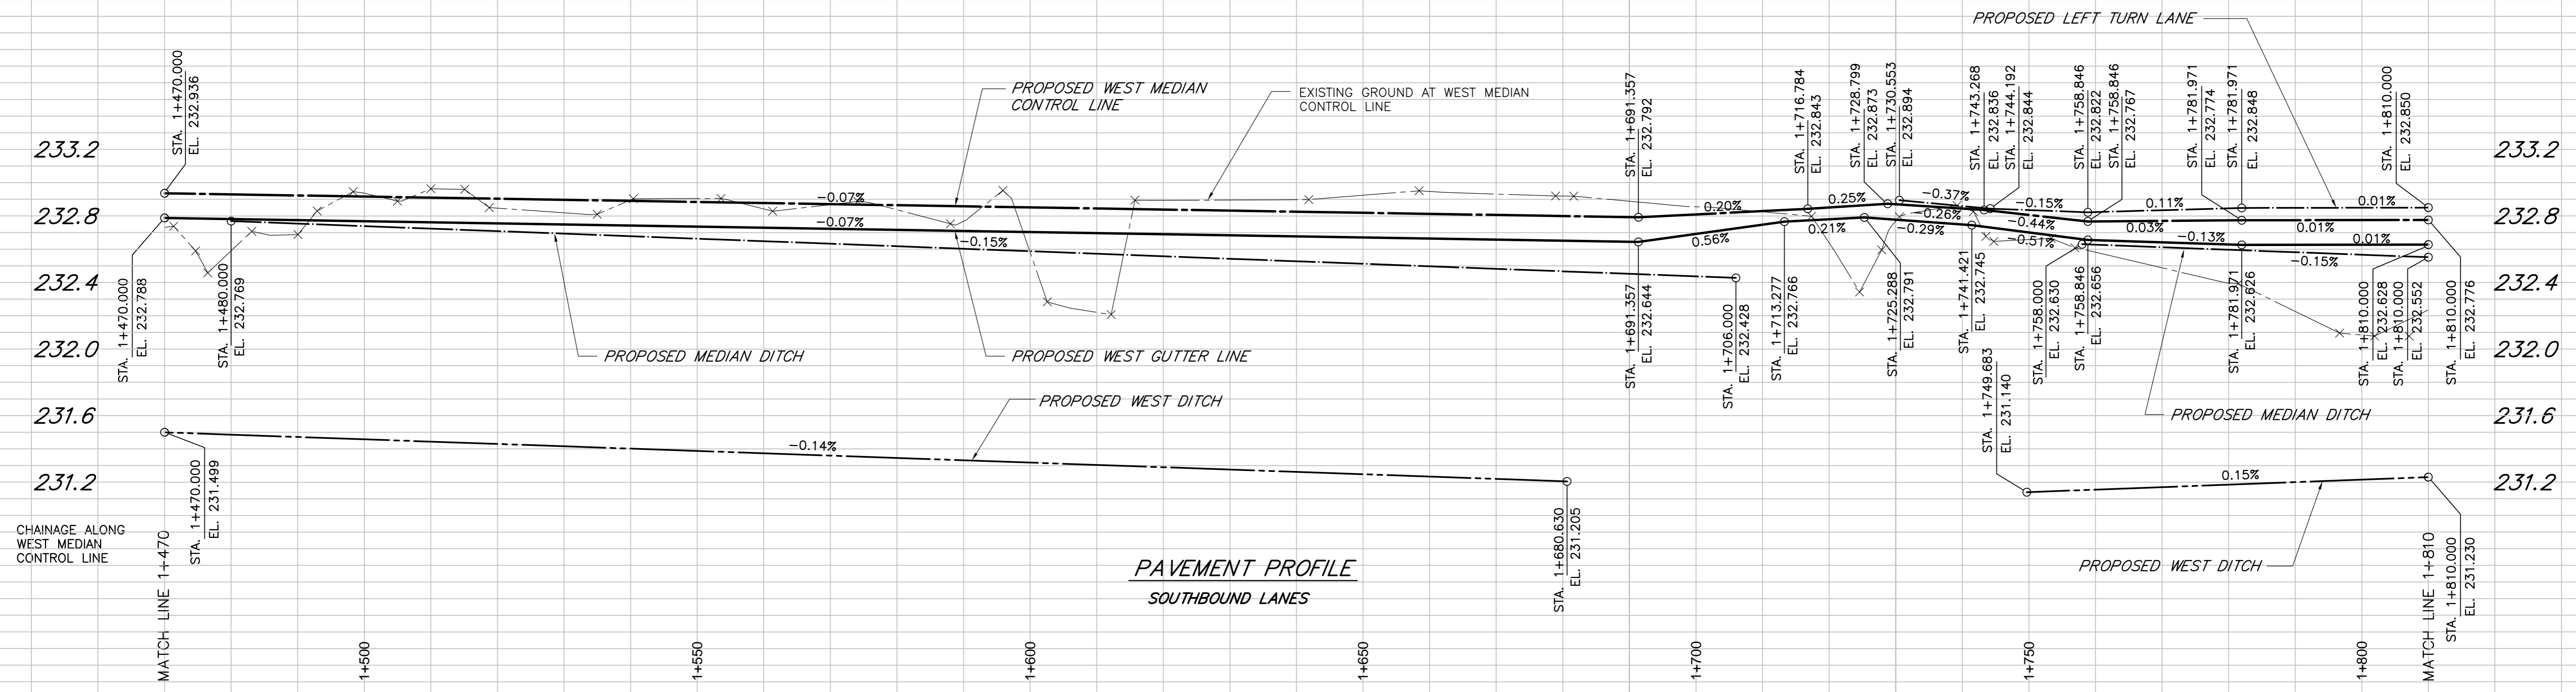 PROPOSED LEFT TURN LANE
STA. 1+470.000
EL. 232.936
PROPOSED WEST MEDIAN
CONTROL LINE
EXISTING GROUND AT WEST MEDIAN
CONTROL LINE
STA. 1+691.357
EL. 232.792
STA. 1+716.784
EL. 232.843
STA. 1+728.799
EL. 232.873
STA. 1+730.553
EL. 232.894
STA. 1+743.268
EL. 232.836
STA. 1+744.192
EL. 232.844
STA. 1+758.846
EL. 232.822
STA. 1+758.846
EL. 232.767
STA. 1+781.971
EL. 232.774
STA. 1+781.971
EL. 232.848
STA. 1+810.000
EL. 232.850
233.2
233.2
232.8
232.8
232.4
232.4
232.0
232.0
231.6
231.6
231.2
231.2
-0.07%
0.20%
0.25%
-0.37%
-0.15%
0.11%
0.01%
-0.07%
-0.15%
0.56%
0.21%
-0.26%
-0.29%
-0.44%
-0.51%
0.03%
-0.13%
0.01%
0.01%
-0.15%
STA. 1+470.000
EL. 232.788
STA. 1+480.000
EL. 232.769
PROPOSED MEDIAN DITCH
PROPOSED WEST GUTTER LINE
STA. 1+691.357
EL. 232.644
STA. 1+706.000
EL. 232.428
STA. 1+713.277
EL. 232.766
STA. 1+725.288
EL. 232.791
STA. 1+741.421
EL. 232.745
STA. 1+749.683
EL. 231.140
STA. 1+758.000
EL. 232.630
STA. 1+758.846
EL. 232.656
STA. 1+781.971
EL. 232.626
STA. 1+810.000
EL. 232.628
STA. 1+810.000
EL. 232.552
STA. 1+810.000
EL. 232.776
PROPOSED WEST DITCH
PROPOSED MEDIAN DITCH
-0.14%
0.15%
STA. 1+470.000
EL. 231.499
STA. 1+680.630
EL. 231.205
STA. 1+810.000
EL. 231.230
PROPOSED WEST DITCH
CHAINAGE ALONG
WEST MEDIAN
CONTROL LINE
PAVEMENT PROFILE
SOUTHBOUND LANES
MATCH LINE 1+470
1+500
1+550
1+600
1+650
1+700
1+750
1+800
MATCH LINE 1+810